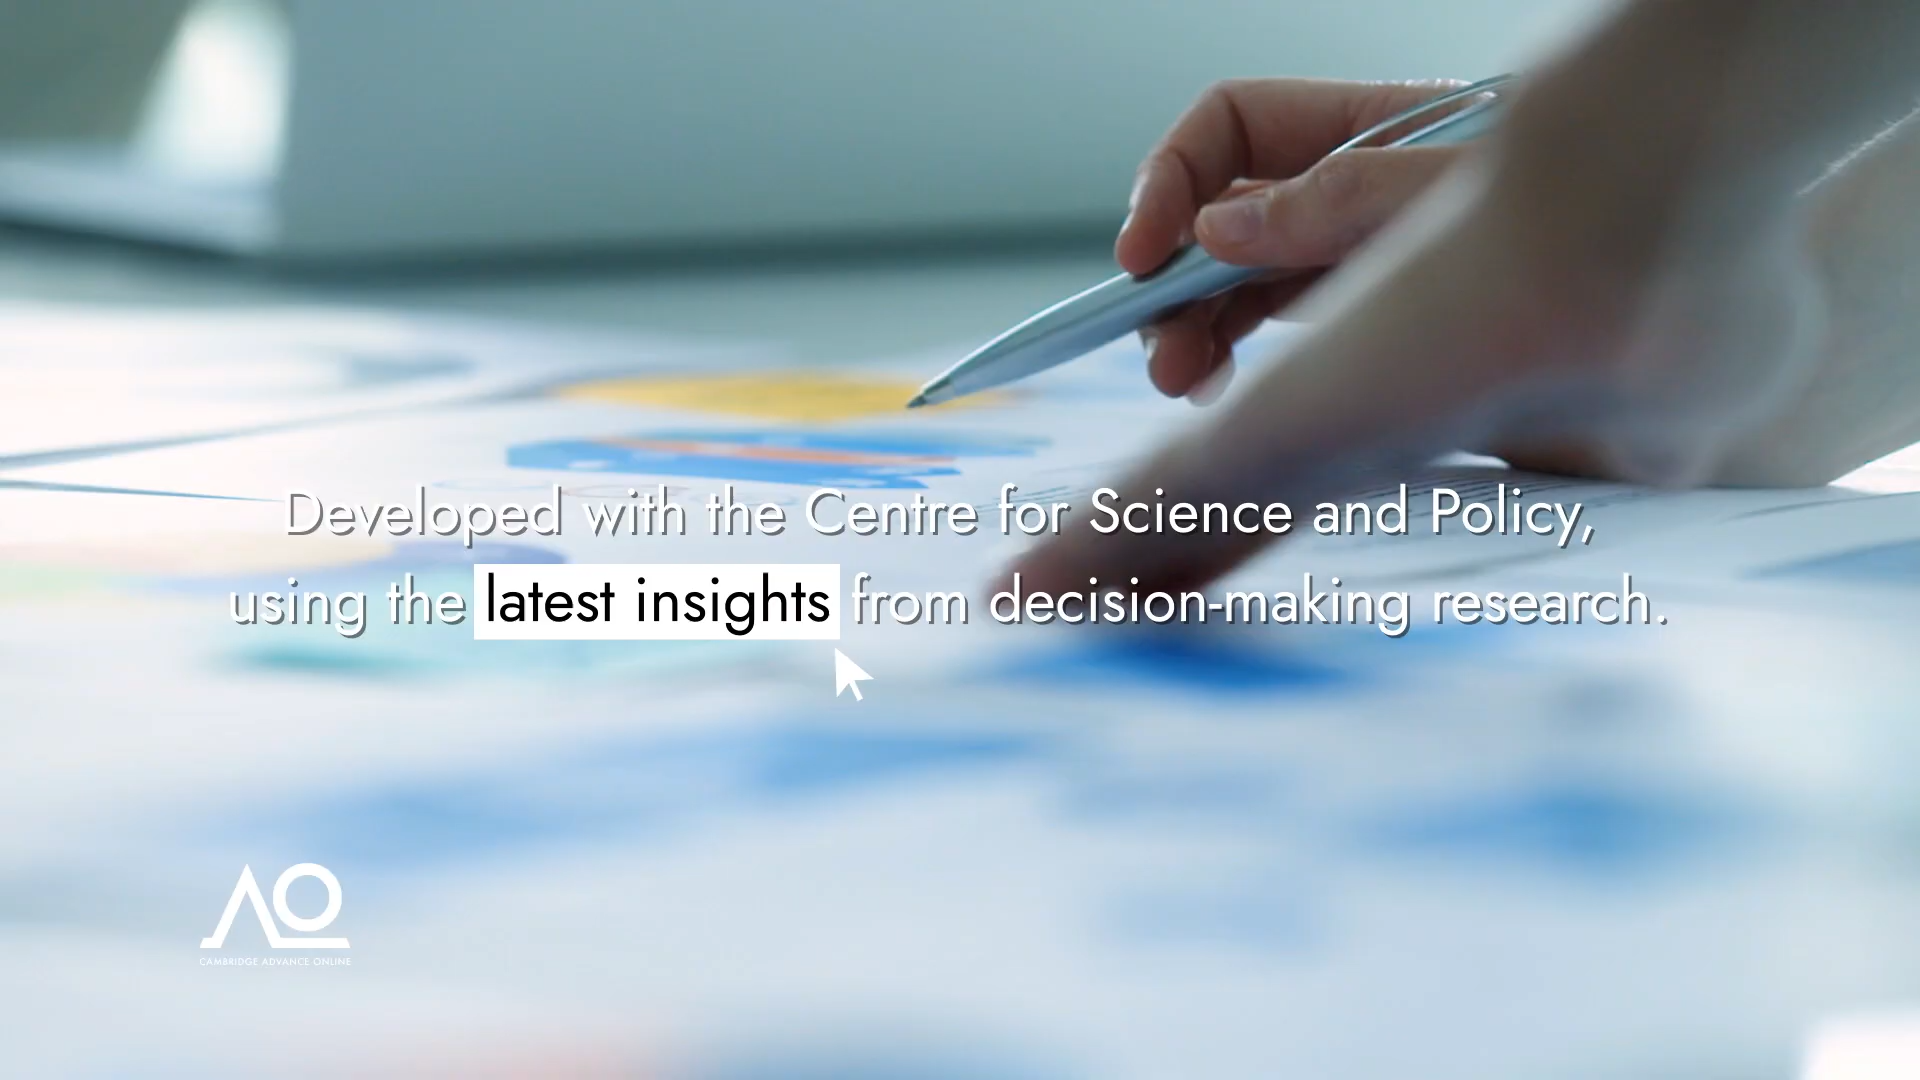 Developed with the Centre for Science and Policy,
using the latest insights from decision-making research.
AO
CAMBRIDGE ADVANCE ONLINE